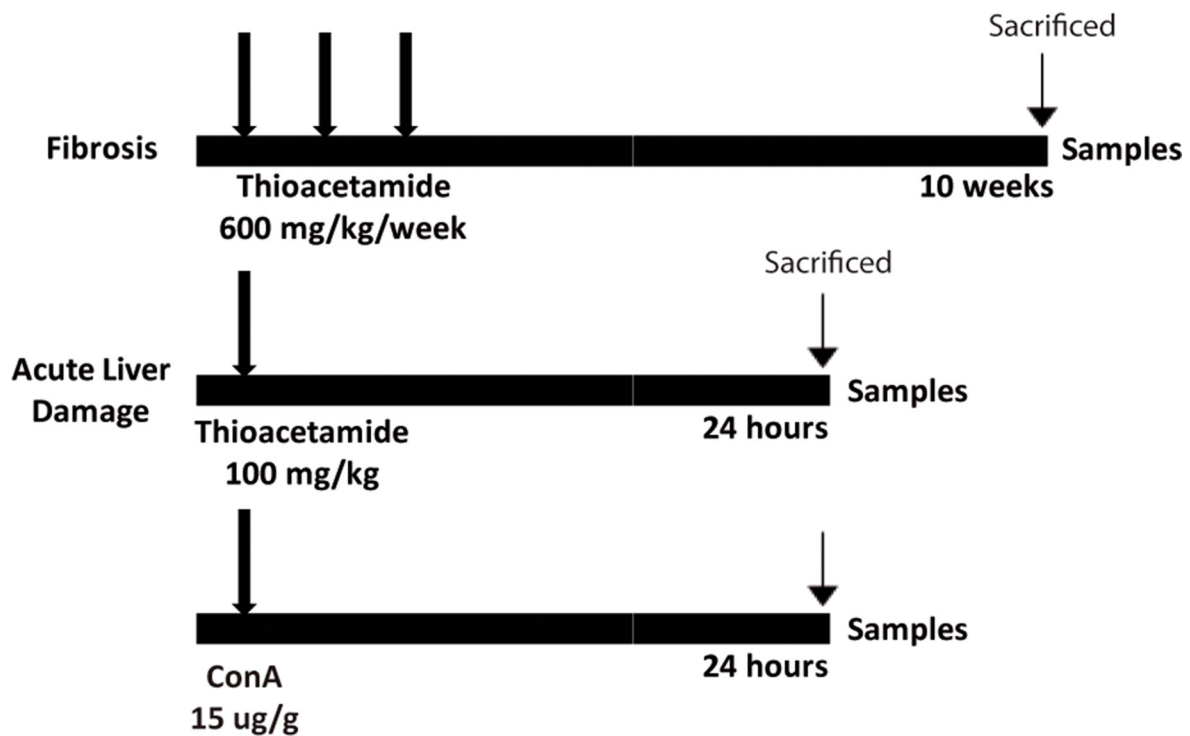 Sacrificed
Fibrosis
Samples
Thioacetamide
600 mg/kg/week
10 weeks
Sacrificed
Acute Liver
Damage
Samples
Thioacetamide
100 mg/kg
24 hours
Samples
ConA
15 ug/g
24 hours